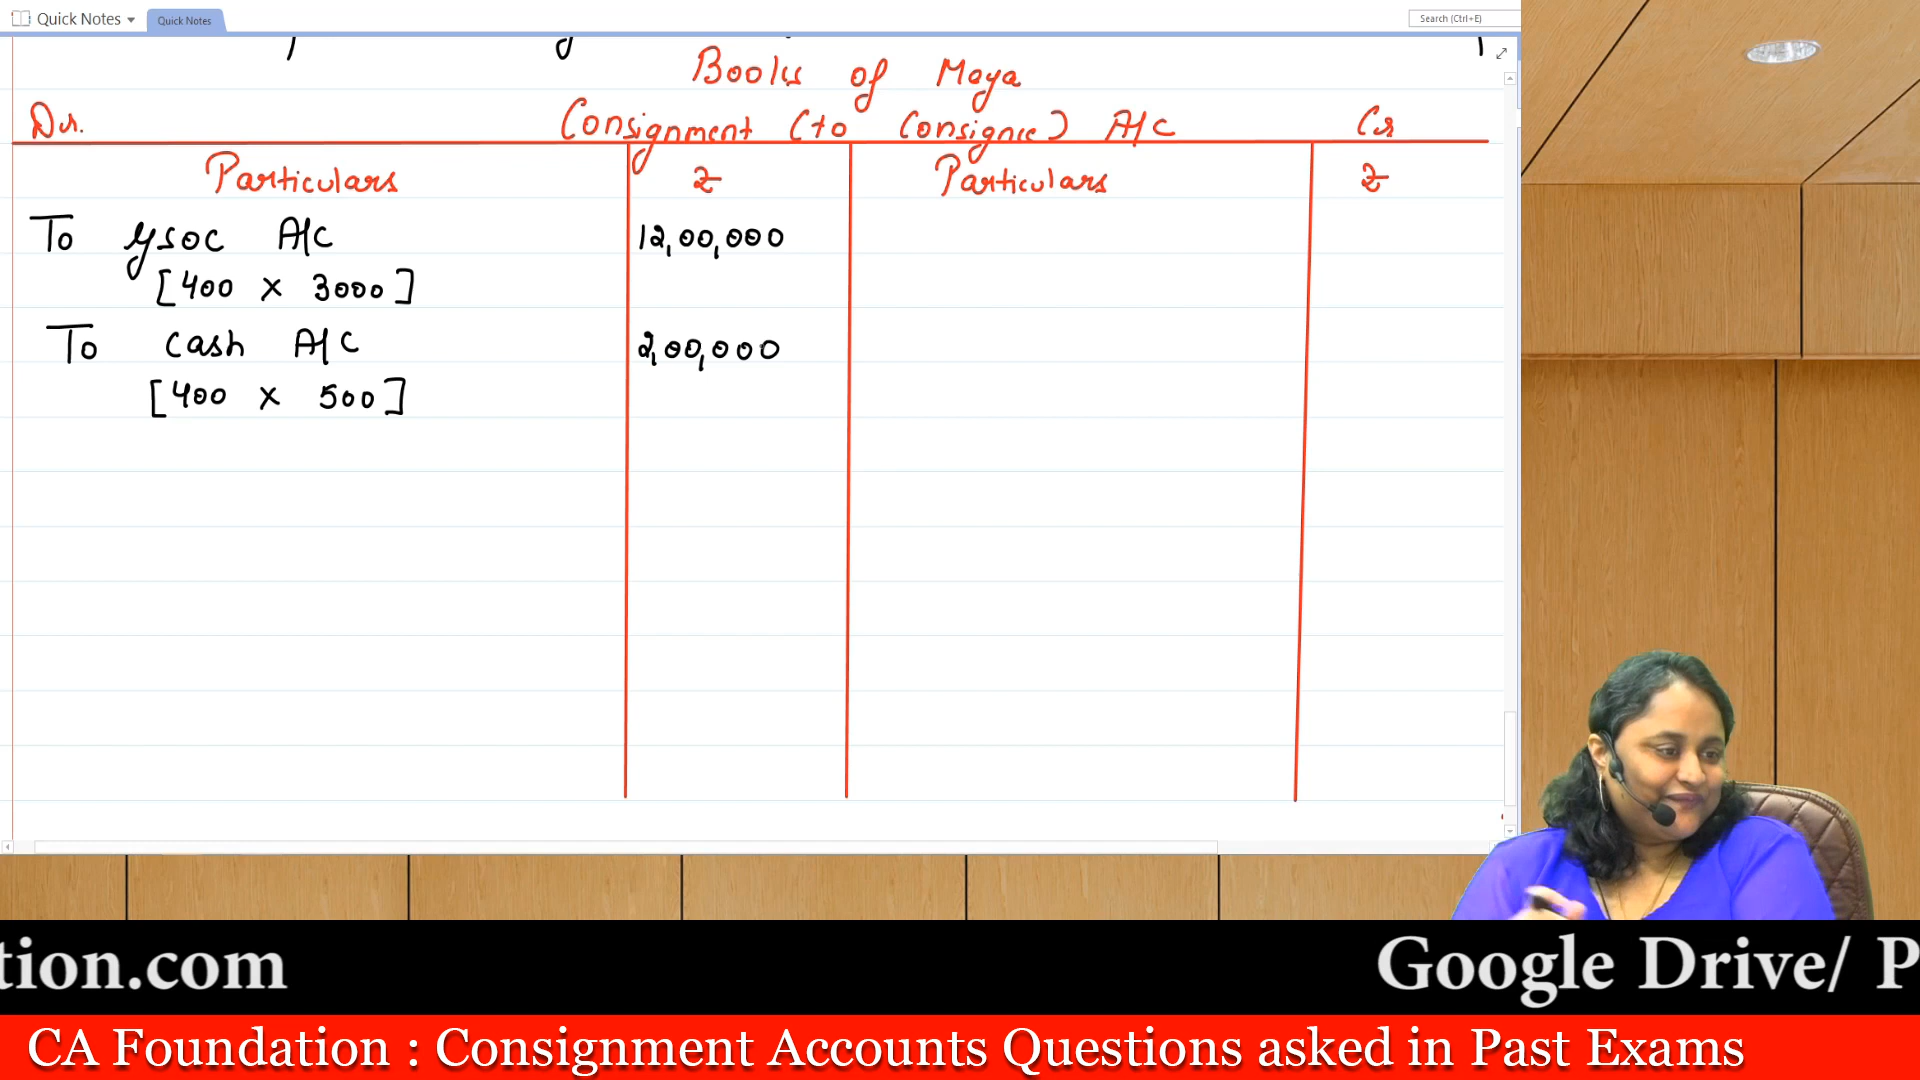 Quick Notes
Quick Notes
Search (Ctrl+E)
Books of Maya
Dr. Consignment (to Consignee) A/c Cr
Particulars ₹ Particulars ₹
To GSOC A/C 12,00,000
[400 x 3000]
To Cash A/C 2,00,000
[400 x 500]
tion.com Google Drive/ P
CA Foundation : Consignment Accounts Questions asked in Past Exams